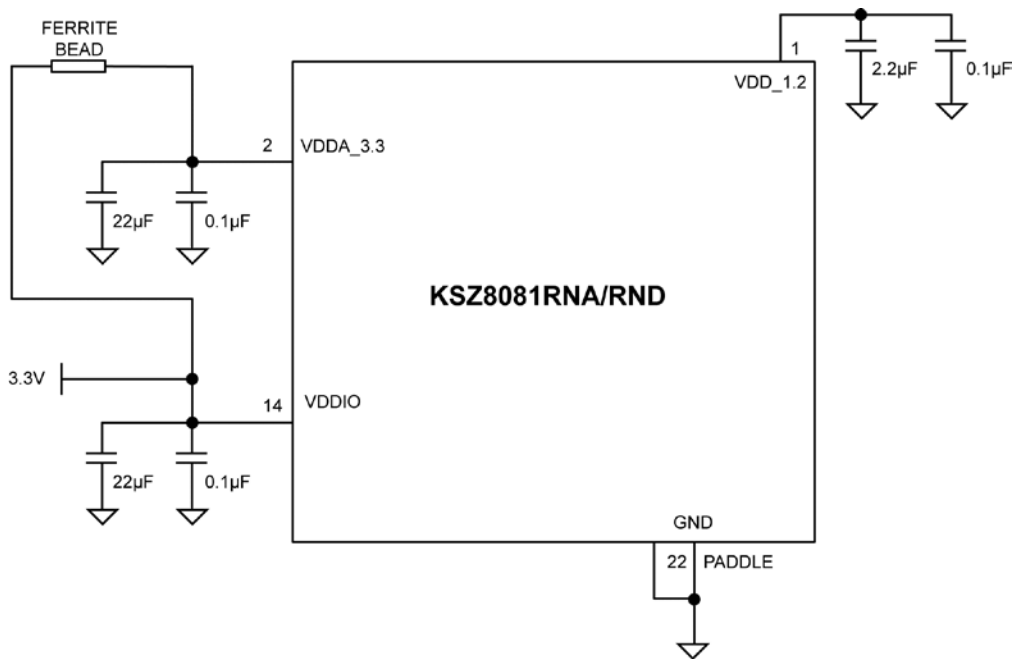 FERRITE
BEAD
1
VDD_1.2
2.2µF
0.1µF
2
VDDA_3.3
22µF
0.1µF
KSZ8081RNA/RND
3.3V
14
VDDIO
22µF
0.1µF
GND
22
PADDLE